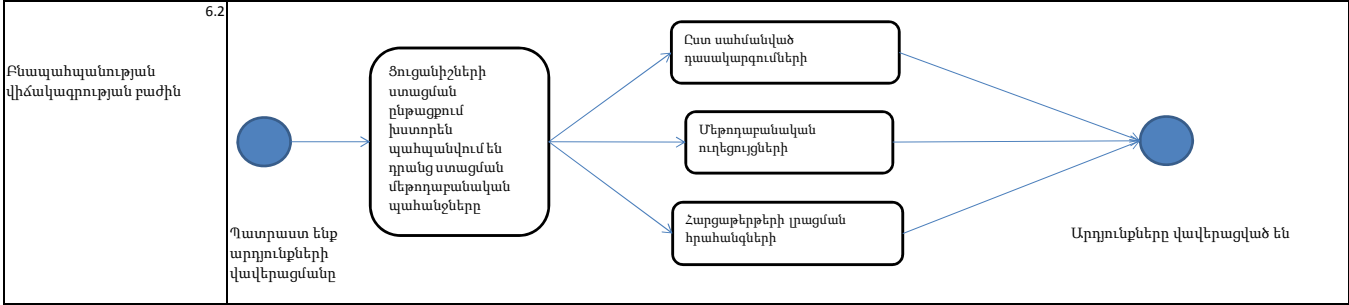 6.2
Բնապահպանության
վիճակագրության բաժին
Պատրաստ ենք
արդյունքների
վավերացմանը
Ցուցանիշների
ստացման
ընթացքում
խստորեն
պահպանվում են
դրանց ստացման
մեթոդաբանական
պահանջները
Ըստ սահմանված
դասակարգումների
Մեթոդաբանական
ուղեցույցների
Հարցաթերթերի լրացման
հրահանգների
Արդյունքները վավերացված են